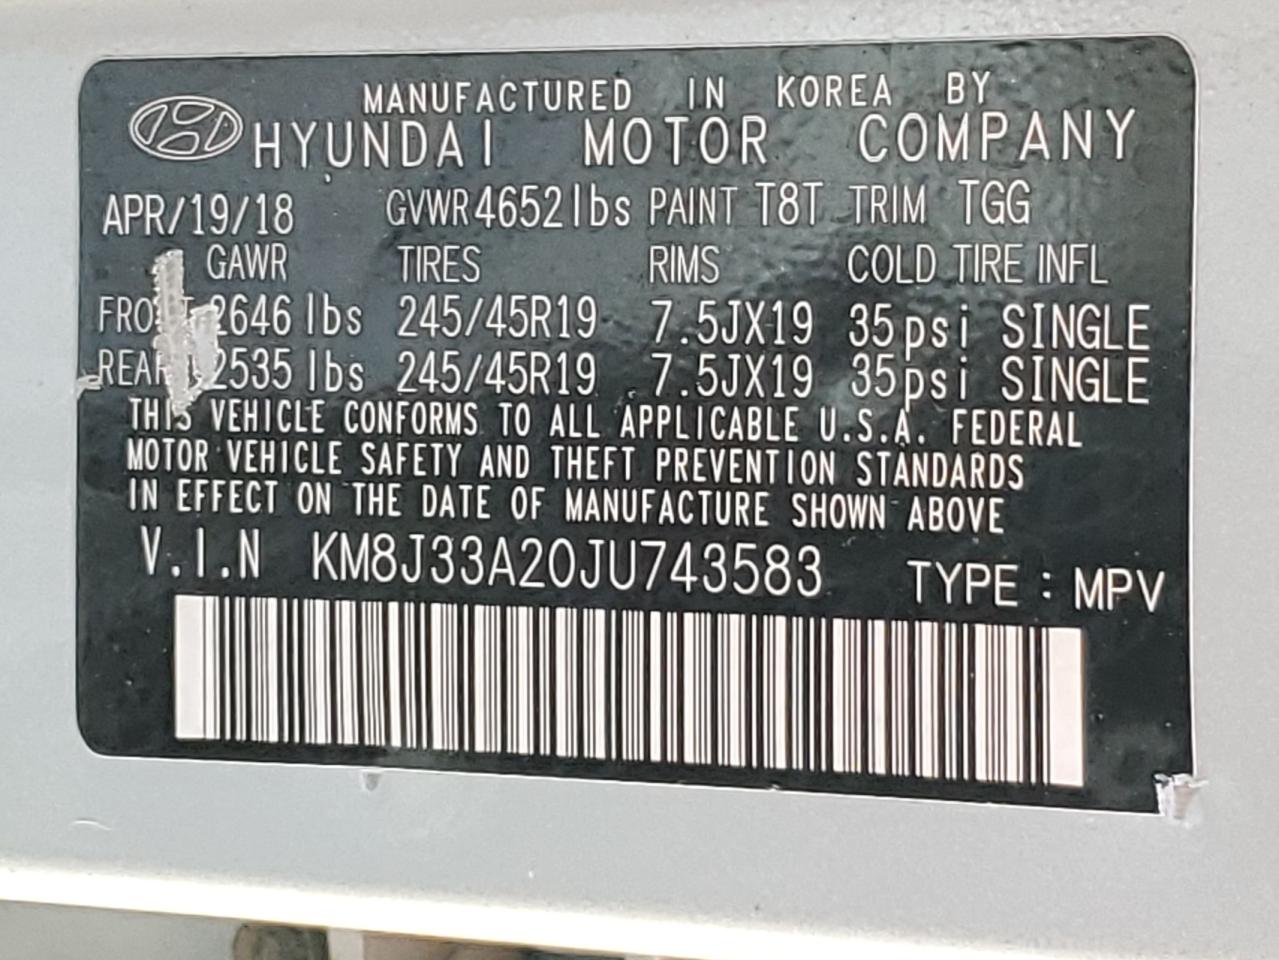 MANUFACTURED IN KOREA BY
HYUNDAI MOTOR COMPANY
APR/19/18 GVWR 4652 lbs PAINT T8T TRIM TGG
GAWR TIRES RIMS COLD TIRE INFL
FRONT 2646 lbs 245/45R19 7.5JX19 35psi SINGLE
REAR 2535 lbs 245/45R19 7.5JX19 35psi SINGLE
THIS VEHICLE CONFORMS TO ALL APPLICABLE U.S.A. FEDERAL
MOTOR VEHICLE SAFETY AND THEFT PREVENTION STANDARDS
IN EFFECT ON THE DATE OF MANUFACTURE SHOWN ABOVE
V.I.N KM8J33A20JU743583 TYPE : MPV